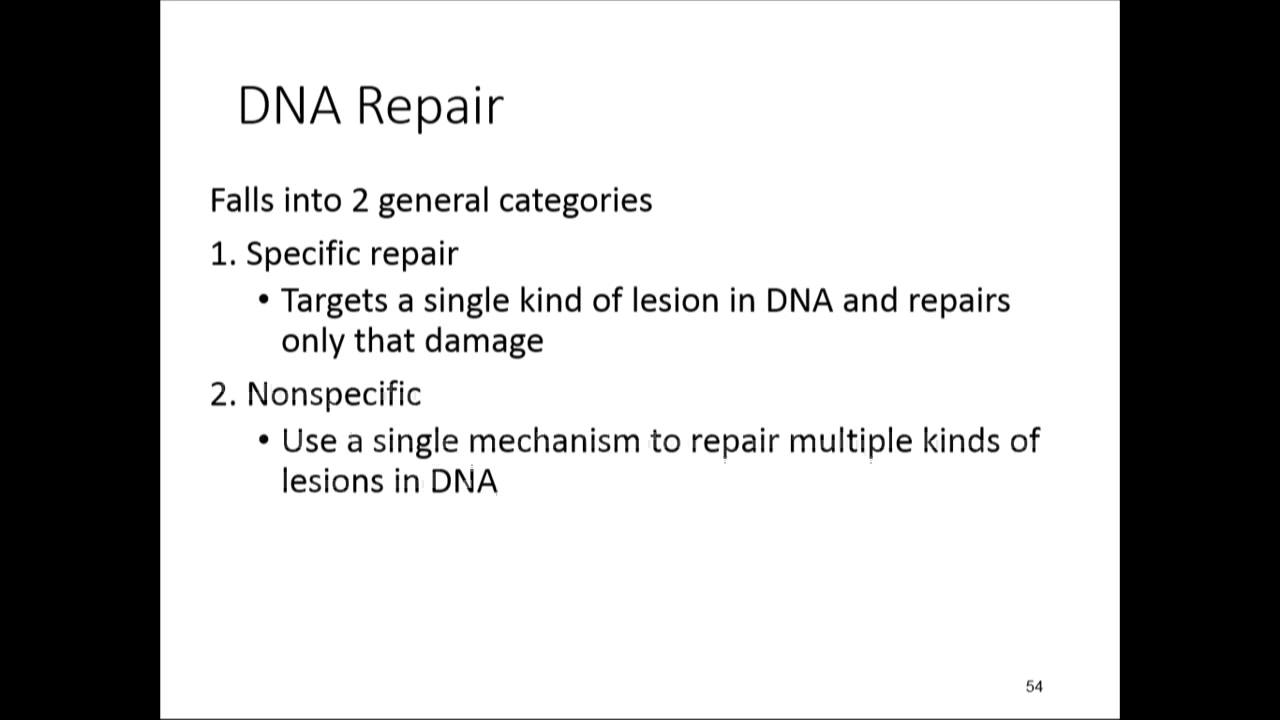 DNA Repair
Falls into 2 general categories
1. Specific repair
• Targets a single kind of lesion in DNA and repairs
only that damage
2. Nonspecific
• Use a single mechanism to repair multiple kinds of
lesions in DNA
54